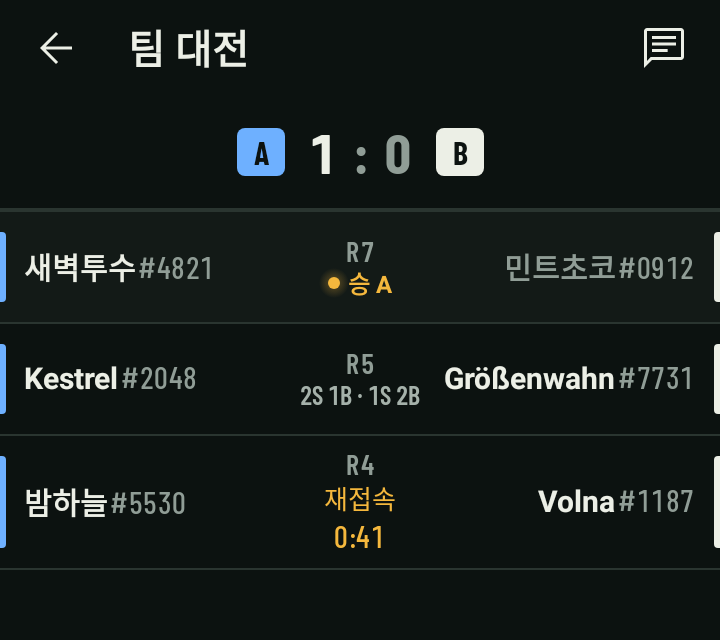 팀 대전
A 1 : 0 B
새벽투수#4821 R7 민트초코#0912
승 A
Kestrel#2048 R5 Größenwahn#7731
2S 1B · 1S 2B
R4
밤하늘#5530 재접속 Volna#1187
0:41